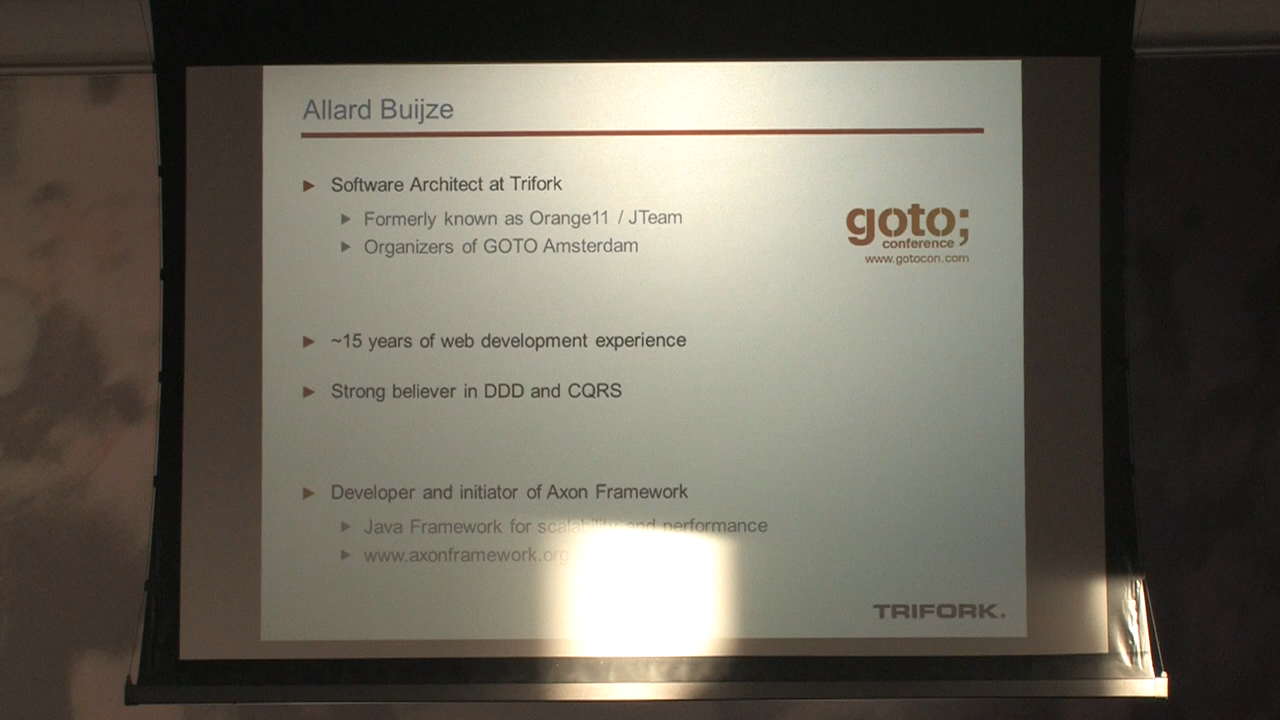 Allard Buijze
Software Architect at Trifork
Formerly known as Orange11 / JTeam
Organizers of GOTO Amsterdam
goto;
conference
www.gotocon.com
~15 years of web development experience
Strong believer in DDD and CQRS
Developer and initiator of Axon Framework
Java Framework for scalability and performance
www.axonframework.org
TRIFORK.